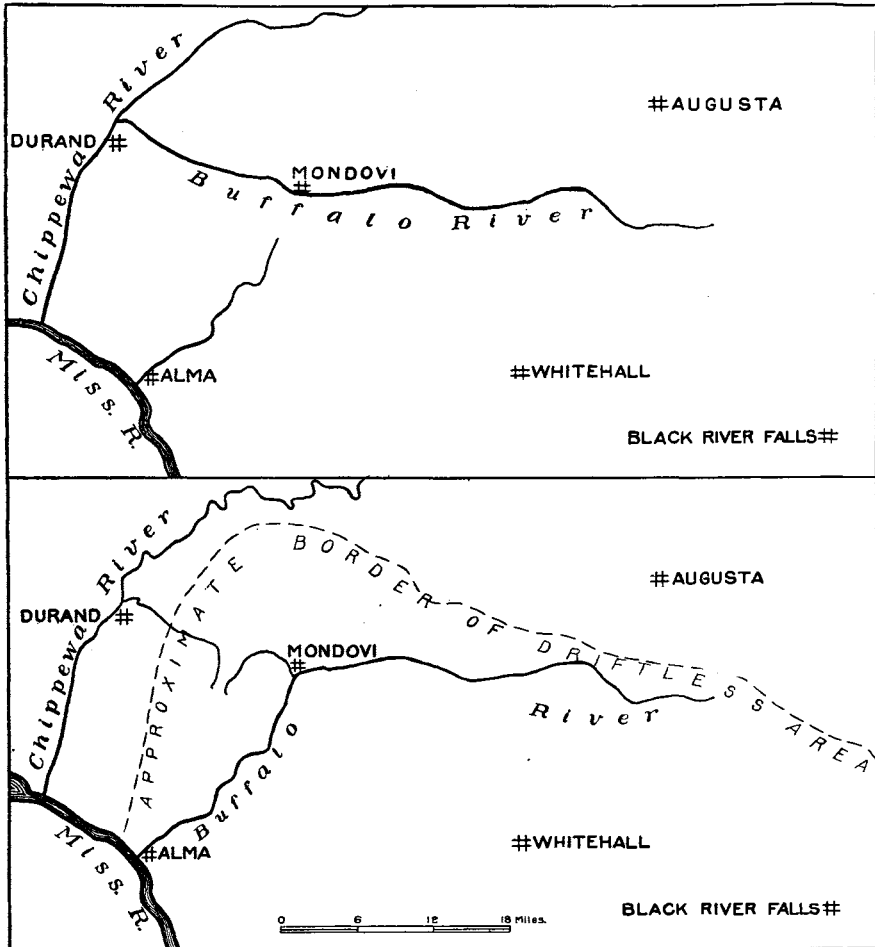 Chippewa River
#AUGUSTA
DURAND #
MONDOVI
#
Buffalo River
Miss. R.
#ALMA
#WHITEHALL
BLACK RIVER FALLS#
Chippewa River
APPROXIMATE BORDER OF DRIFTLESS AREA
#AUGUSTA
DURAND #
MONDOVI
#
Buffalo River
Miss. R.
#ALMA
#WHITEHALL
0 6 12 18 Miles.
BLACK RIVER FALLS#